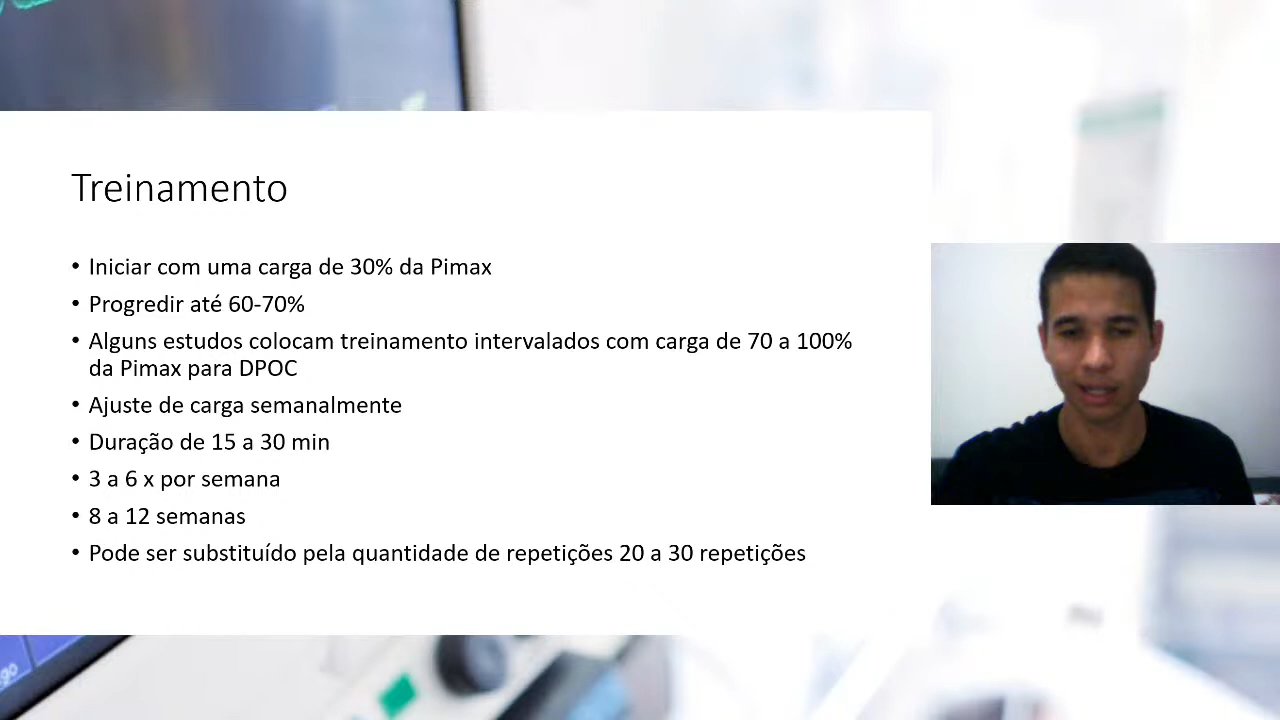 Treinamento
• Iniciar com uma carga de 30% da Pimax
• Progredir até 60-70%
• Alguns estudos colocam treinamento intervalados com carga de 70 a 100%
da Pimax para DPOC
• Ajuste de carga semanalmente
• Duração de 15 a 30 min
• 3 a 6 x por semana
• 8 a 12 semanas
• Pode ser substituído pela quantidade de repetições 20 a 30 repetições